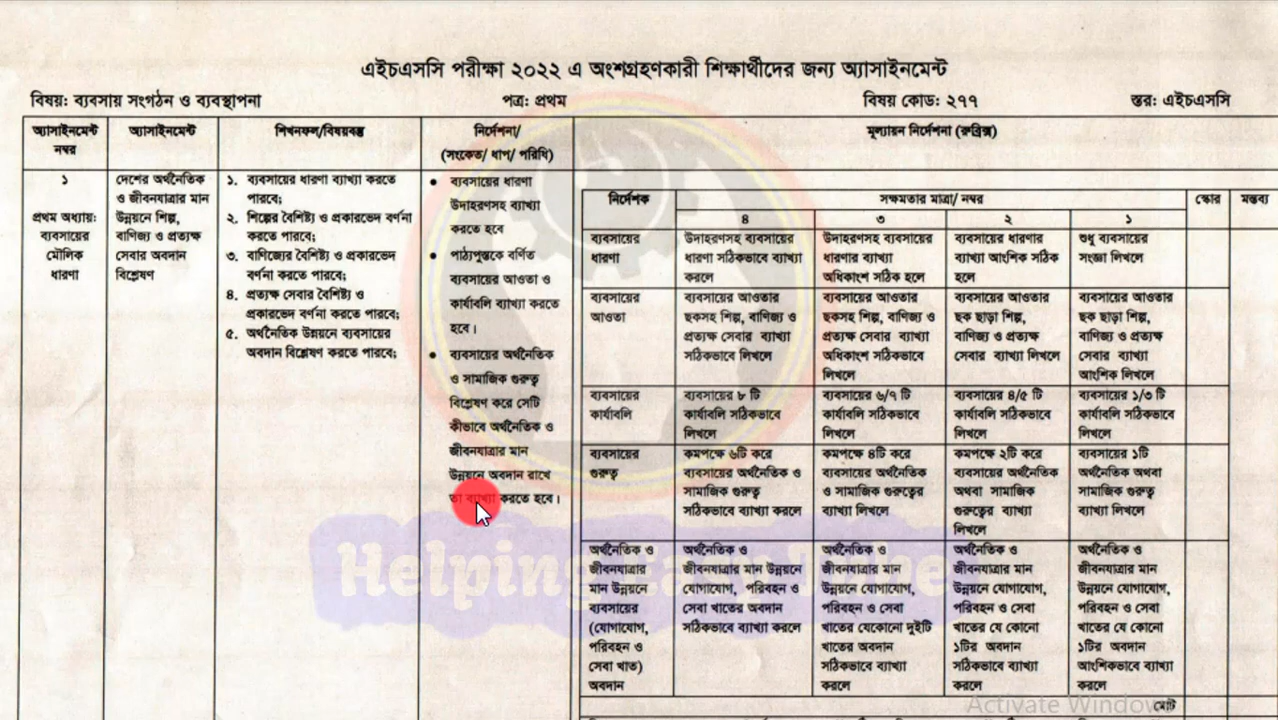 এইচএসসি পরীক্ষা ২০২২ এ অংশগ্রহণকারী শিক্ষার্থীদের জন্য অ্যাসাইনমেন্ট
বিষয়: ব্যবসায় সংগঠন ও ব্যবস্থাপনা
পত্র: প্রথম
বিষয় কোড: ২৭৭
স্তর: এইচএসসি
অ্যাসাইনমেন্ট
নম্বর
অ্যাসাইনমেন্ট
শিখনফল/বিষয়বস্তু
নির্দেশনা/
(সংকেত/ ধাপ/ পরিধি)
মূল্যায়ন নির্দেশনা (রুব্রিক্স)
১
প্রথম অধ্যায়:
ব্যবসায়ের
মৌলিক
ধারণা
দেশের অর্থনৈতিক
ও জীবনযাত্রার মান
উন্নয়নে শিল্প,
বাণিজ্য ও প্রত্যক্ষ
সেবার অবদান
বিশ্লেষণ
১. ব্যবসায়ের ধারণা ব্যাখ্যা করতে
পারবে;
২. শিল্পের বৈশিষ্ট্য ও প্রকারভেদ বর্ণনা
করতে পারবে;
৩. বাণিজ্যের বৈশিষ্ট্য ও প্রকারভেদ
বর্ণনা করতে পারবে;
৪. প্রত্যক্ষ সেবার বৈশিষ্ট্য ও
প্রকারভেদ বর্ণনা করতে পারবে;
৫. অর্থনৈতিক উন্নয়নে ব্যবসায়ের
অবদান বিশ্লেষণ করতে পারবে;
• ব্যবসায়ের ধারণা
উদাহরণসহ ব্যাখ্যা
করতে হবে
• পাঠ্যপুস্তকে বর্ণিত
ব্যবসায়ের আওতা ও
কার্যাবলি ব্যাখ্যা করতে
হবে।
• ব্যবসায়ের অর্থনৈতিক
ও সামাজিক গুরুত্ব
বিশ্লেষণ করে সেটি
কীভাবে অর্থনৈতিক ও
জীবনযাত্রার মান
উন্নয়নে অবদান রাখে
তা ব্যাখ্যা করতে হবে।
নির্দেশক
সক্ষমতার মাত্রা/ নম্বর
স্কোর
মন্তব্য
৪
৩
২
১
ব্যবসায়ের
ধারণা
উদাহরণসহ ব্যবসায়ের
ধারণা সঠিকভাবে ব্যাখ্যা
করলে
উদাহরণসহ ব্যবসায়ের
ধারণার ব্যাখ্যা
অধিকাংশ সঠিক হলে
ব্যবসায়ের ধারণার
ব্যাখ্যা আংশিক সঠিক
হলে
শুধু ব্যবসায়ের
সংজ্ঞা লিখলে
ব্যবসায়ের
আওতা
ব্যবসায়ের আওতার
ছকসহ শিল্প, বাণিজ্য ও
প্রত্যক্ষ সেবার ব্যাখ্যা
সঠিকভাবে লিখলে
ব্যবসায়ের আওতার
ছকসহ শিল্প, বাণিজ্য ও
প্রত্যক্ষ সেবার ব্যাখ্যা
অধিকাংশ সঠিকভাবে
লিখলে
ব্যবসায়ের আওতার
ছক ছাড়া শিল্প,
বাণিজ্য ও প্রত্যক্ষ
সেবার ব্যাখ্যা লিখলে
ব্যবসায়ের আওতার
ছক ছাড়া শিল্প,
বাণিজ্য ও প্রত্যক্ষ
সেবার ব্যাখ্যা
আংশিক লিখলে
ব্যবসায়ের
কার্যাবলি
ব্যবসায়ের ৮ টি
কার্যাবলি সঠিকভাবে
লিখলে
ব্যবসায়ের ৬/৭ টি
কার্যাবলি সঠিকভাবে
লিখলে
ব্যবসায়ের ৪/৫ টি
কার্যাবলি সঠিকভাবে
লিখলে
ব্যবসায়ের ১/৩ টি
কার্যাবলি সঠিকভাবে
লিখলে
ব্যবসায়ের
গুরুত্ব
কমপক্ষে ৬টি করে
ব্যবসায়ের অর্থনৈতিক ও
সামাজিক গুরুত্ব
সঠিকভাবে ব্যাখ্যা করলে
কমপক্ষে ৪টি করে
ব্যবসায়ের অর্থনৈতিক
ও সামাজিক গুরুত্বের
ব্যাখ্যা লিখলে
কমপক্ষে ২টি করে
ব্যবসায়ের অর্থনৈতিক
অথবা সামাজিক
গুরুত্বের ব্যাখ্যা
লিখলে
ব্যবসায়ের ১টি
অর্থনৈতিক অথবা
সামাজিক গুরুত্ব
ব্যাখ্যা লিখলে
অর্থনৈতিক ও
জীবনযাত্রার
মান উন্নয়নে
ব্যবসায়ের
(যোগাযোগ,
পরিবহন ও
সেবা খাত)
অবদান
অর্থনৈতিক ও
জীবনযাত্রার মান উন্নয়নে
যোগাযোগ, পরিবহন ও
সেবা খাতের অবদান
সঠিকভাবে ব্যাখ্যা করলে
অর্থনৈতিক ও
জীবনযাত্রার মান
উন্নয়নে যোগাযোগ,
পরিবহন ও সেবা
খাতের যেকোনো দুইটি
খাতের অবদান
সঠিকভাবে ব্যাখ্যা
করলে
অর্থনৈতিক ও
জীবনযাত্রার মান
উন্নয়নে যোগাযোগ,
পরিবহন ও সেবা
খাতের যে কোনো
১টির অবদান
সঠিকভাবে ব্যাখ্যা
করলে
অর্থনৈতিক ও
জীবনযাত্রার মান
উন্নয়নে যোগাযোগ,
পরিবহন ও সেবা
খাতের যে কোনো
১টির অবদান
আংশিকভাবে ব্যাখ্যা
করলে
মোট
Helping
Activate Windows